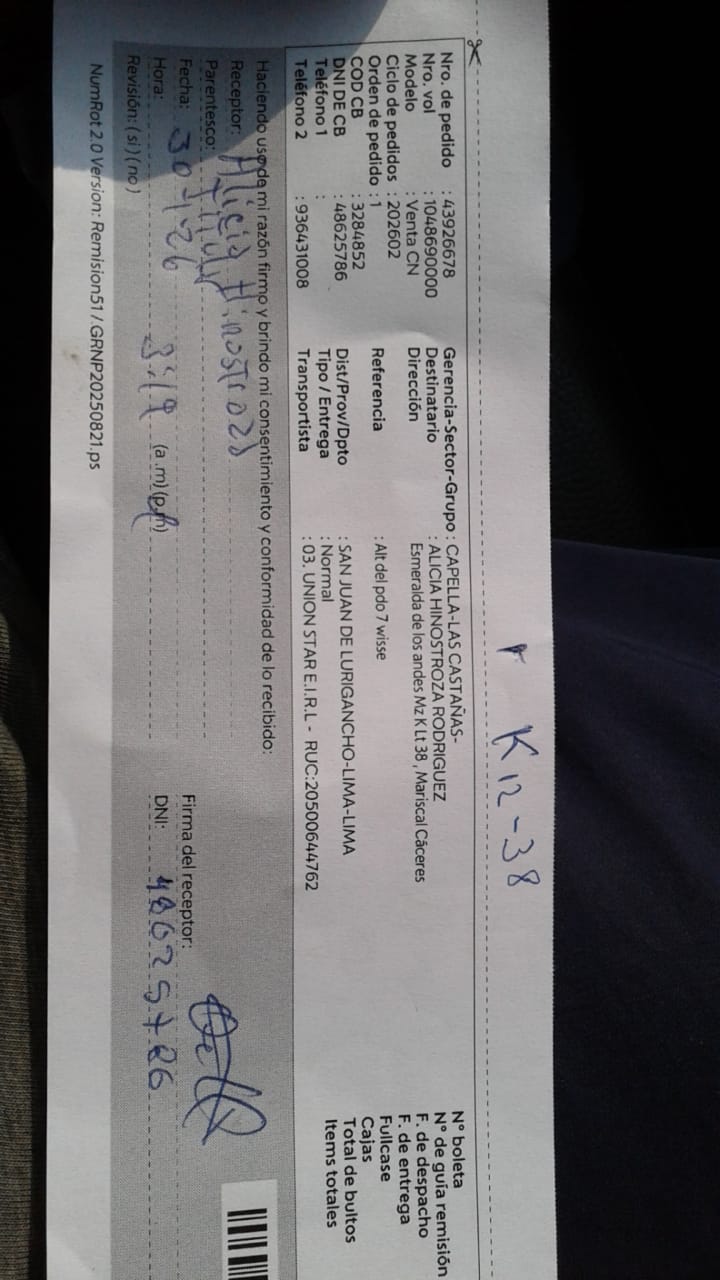 K12-38
Nro. de pedido : 43926678
Nro. vol : 1048690000
Modelo : Venta CN
Ciclo de pedidos : 202602
Orden de pedido : 1
COD CB : 3284852
DNI DE CB : 48625786
Teléfono 1 :
Teléfono 2 : 936431008
Gerencia-Sector-Grupo : CAPELLA-LAS CASTAÑAS-
Destinatario : ALICIA HINOSTROZA RODRIGUEZ
Dirección Esmeralda de los andes Mz K Lt 38 , Mariscal Cáceres
Referencia : Alt del pdo 7 wisse
Dist/Prov/Dpto : SAN JUAN DE LURIGANCHO-LIMA-LIMA
Tipo / Entrega : Normal
Transportista : 03. UNION STAR E.I.R.L - RUC:20500644762
N° boleta
N° de guía remisión
F. de despacho
F. de entrega
Fullcase
Cajas
Total de bultos
Items totales
Haciendo uso de mi razón firmo y brindo mi consentimiento y conformidad de lo recibido:
Receptor: Alicia Hinostroza
Parentesco: Titular
Fecha: 30-1-26
Hora: 3:19 (a.m)(p.m)
Revisión: (si)(no)
Firma del receptor:
DNI:
NumRot 2.0 Version: Remision51 / GRNP20250821.ps